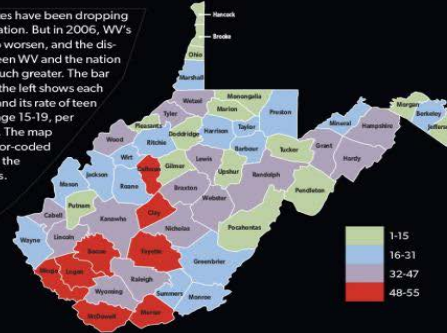 have been dropping
ation. But in 2006, WV's
worsen, and the dis-
WV and the nation
uch greater. The bar
the left shows each
and its rate of teen
15-19, per
The map
or-coded
the
Hancock
Brooke
Ohio
Marshall
Wetzel
Monongalia
Marion
Preston
Morgan
Berkeley
Jefferson
Mineral
Hampshire
Tyler
Pleasants
Doddridge
Harrison
Taylor
Wood
Ritchie
Barbour
Tucker
Grant
Hardy
Wirt
Calhoun
Gilmer
Lewis
Upshur
Randolph
Jackson
Mason
Roane
Braxton
Pendleton
Putnam
Clay
Webster
Cabell
Kanawha
Nicholas
Pocahontas
Wayne
Lincoln
Boone
Fayette
Greenbrier
Mingo
Logan
Raleigh
Wyoming
Summers
Monroe
McDowell
Mercer
1-15
16-31
32-47
48-55